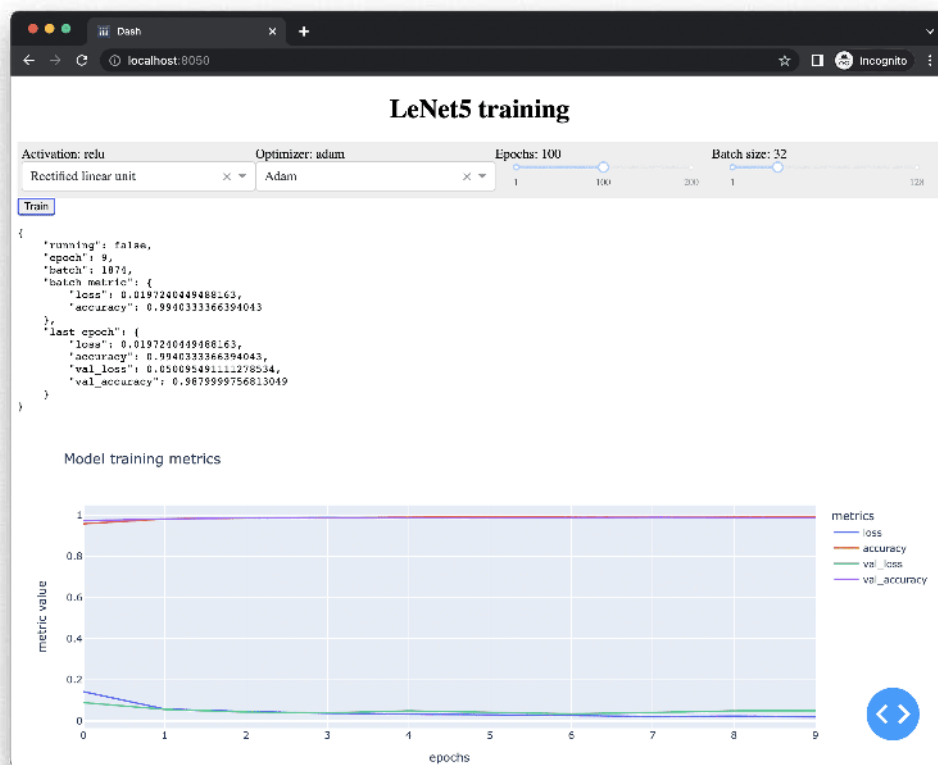 Dash
localhost:8050
Incognito
LeNet5 training
Activation: relu Optimizer: adam Epochs: 100 Batch size: 32
Rectified linear unit Adam
1 100 200 1 128
Train
{
"running": false,
"epoch": 9,
"batch": 1874,
"batch metric": {
"loss": 0.0197240449488163,
"accuracy": 0.9940333366394043
},
"last epoch": {
"loss": 0.0197240449488163,
"accuracy": 0.9940333366394043,
"val_loss": 0.050095491111278534,
"val_accuracy": 0.9879999756813049
}
}
Model training metrics
metrics
loss
accuracy
val_loss
val_accuracy
metric value
1
0.8
0.6
0.4
0.2
0
0 1 2 3 4 5 6 7 8 9
epochs